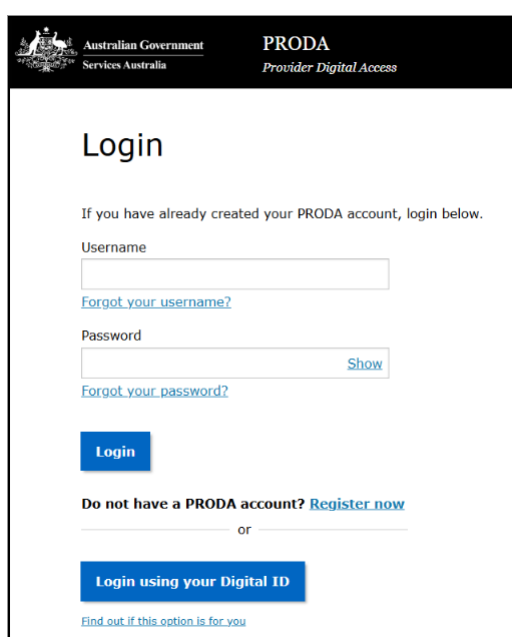 Australian Government
Services Australia
PRODA
Provider Digital Access
Login
If you have already created your PRODA account, login below.
Username
Forgot your username?
Password
Show
Forgot your password?
Login
Do not have a PRODA account? Register now
or
Login using your Digital ID
Find out if this option is for you